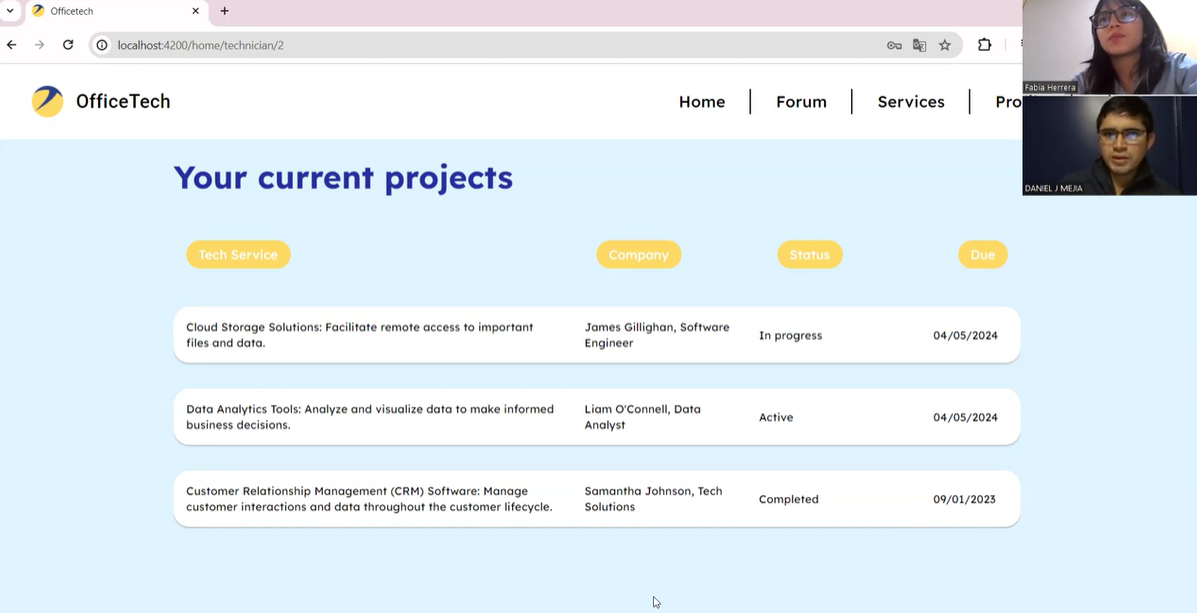 Officetech
localhost:4200/home/technician/2
OfficeTech
Home
Forum
Services
Fabia Herrera
DANIEL J MEJIA
Your current projects
Tech Service
Company
Status
Due
Cloud Storage Solutions: Facilitate remote access to important
files and data.
James Gillighan, Software
Engineer
In progress
04/05/2024
Data Analytics Tools: Analyze and visualize data to make informed
business decisions.
Liam O'Connell, Data
Analyst
Active
04/05/2024
Customer Relationship Management (CRM) Software: Manage
customer interactions and data throughout the customer lifecycle.
Samantha Johnson, Tech
Solutions
Completed
09/01/2023